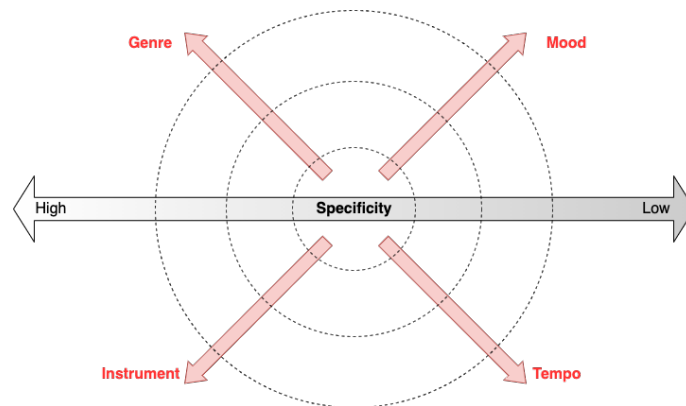 Genre
Mood
High
Specificity
Low
Instrument
Tempo